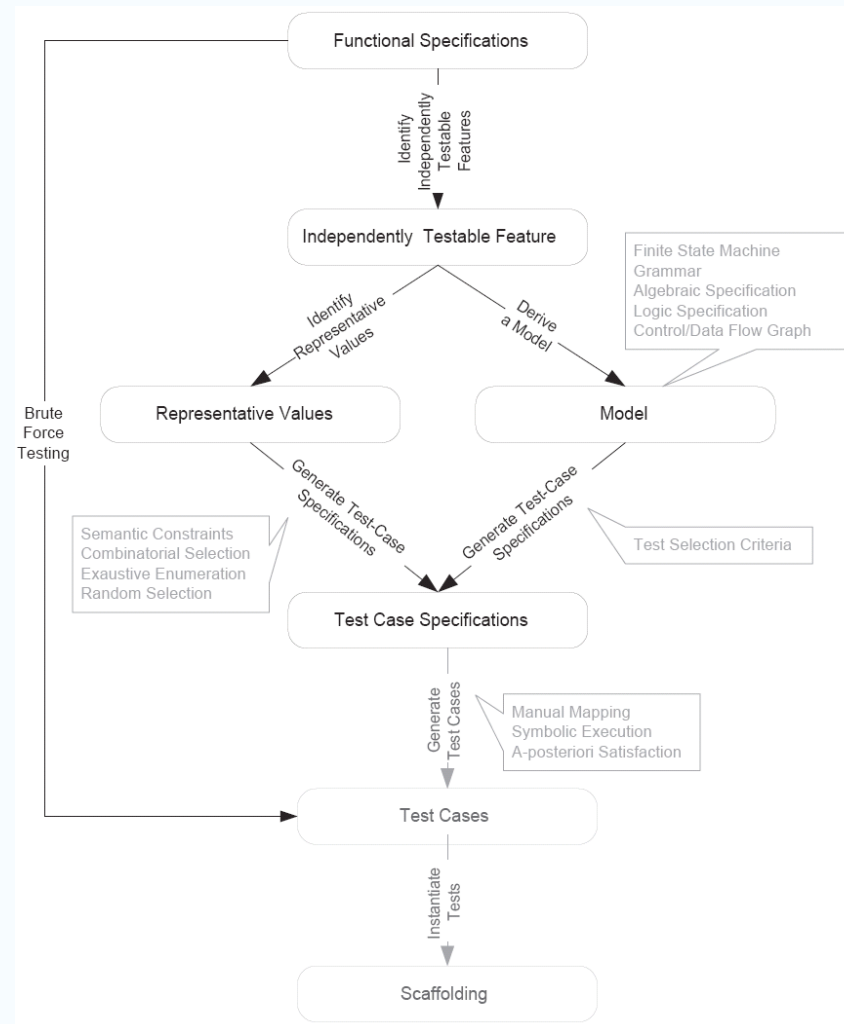 Functional Specifications
Identify
Independently
Testable
Features
Independently Testable Feature
Finite State Machine
Grammar
Algebraic Specification
Logic Specification
Control/Data Flow Graph
Identify
Representative
Values
Derive
a Model
Representative Values
Model
Brute
Force
Testing
Generate Test-Case
Specifications
Generate Test-Case
Specifications
Semantic Constraints
Combinatorial Selection
Exaustive Enumeration
Random Selection
Test Selection Criteria
Test Case Specifications
Generate
Test Cases
Manual Mapping
Symbolic Execution
A-posteriori Satisfaction
Test Cases
Instantiate
Tests
Scaffolding